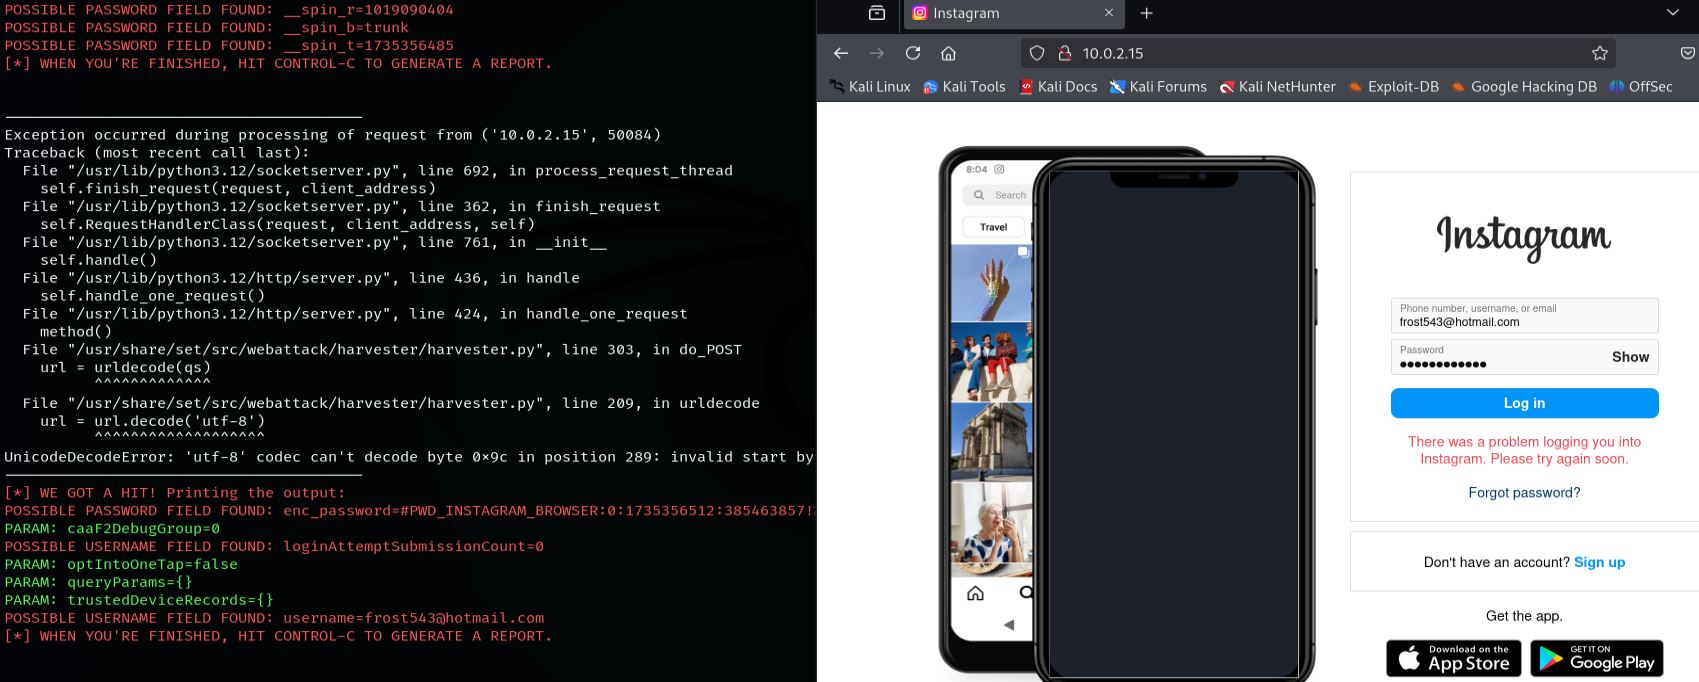 POSSIBLE PASSWORD FIELD FOUND: __spin_r=1019090404
POSSIBLE PASSWORD FIELD FOUND: __spin_b=trunk
POSSIBLE PASSWORD FIELD FOUND: __spin_t=1735356485
[*] WHEN YOU'RE FINISHED, HIT CONTROL-C TO GENERATE A REPORT.
----------------------------------------
Exception occurred during processing of request from ('10.0.2.15', 50084)
Traceback (most recent call last):
  File "/usr/lib/python3.12/socketserver.py", line 692, in process_request_thread
    self.finish_request(request, client_address)
  File "/usr/lib/python3.12/socketserver.py", line 362, in finish_request
    self.RequestHandlerClass(request, client_address, self)
  File "/usr/lib/python3.12/socketserver.py", line 761, in __init__
    self.handle()
  File "/usr/lib/python3.12/http/server.py", line 436, in handle
    self.handle_one_request()
  File "/usr/lib/python3.12/http/server.py", line 424, in handle_one_request
    method()
  File "/usr/share/set/src/webattack/harvester/harvester.py", line 303, in do_POST
    url = urldecode(qs)
          ^^^^^^^^^^^^^
  File "/usr/share/set/src/webattack/harvester/harvester.py", line 209, in urldecode
    url = url.decode('utf-8')
          ^^^^^^^^^^^^^^^^^^^
UnicodeDecodeError: 'utf-8' codec can't decode byte 0×9c in position 289: invalid start by
----------------------------------------
[*] WE GOT A HIT! Printing the output:
POSSIBLE PASSWORD FIELD FOUND: enc_password=#PWD_INSTAGRAM_BROWSER:0:1735356512:385463857!
PARAM: caaF2DebugGroup=0
POSSIBLE USERNAME FIELD FOUND: loginAttemptSubmissionCount=0
PARAM: optIntoOneTap=false
PARAM: queryParams={}
PARAM: trustedDeviceRecords={}
POSSIBLE USERNAME FIELD FOUND: username=frost543@hotmail.com
[*] WHEN YOU'RE FINISHED, HIT CONTROL-C TO GENERATE A REPORT.
Instagram
10.0.2.15
Kali Linux Kali Tools Kali Docs Kali Forums Kali NetHunter Exploit-DB Google Hacking DB OffSec
8:04
Search
Travel
Instagram
Phone number, username, or email
frost543@hotmail.com
Password
•••••••••••• Show
Log in
There was a problem logging you into
Instagram. Please try again soon.
Forgot password?
Don't have an account? Sign up
Get the app.
Download on the
App Store
GET IT ON
Google Play